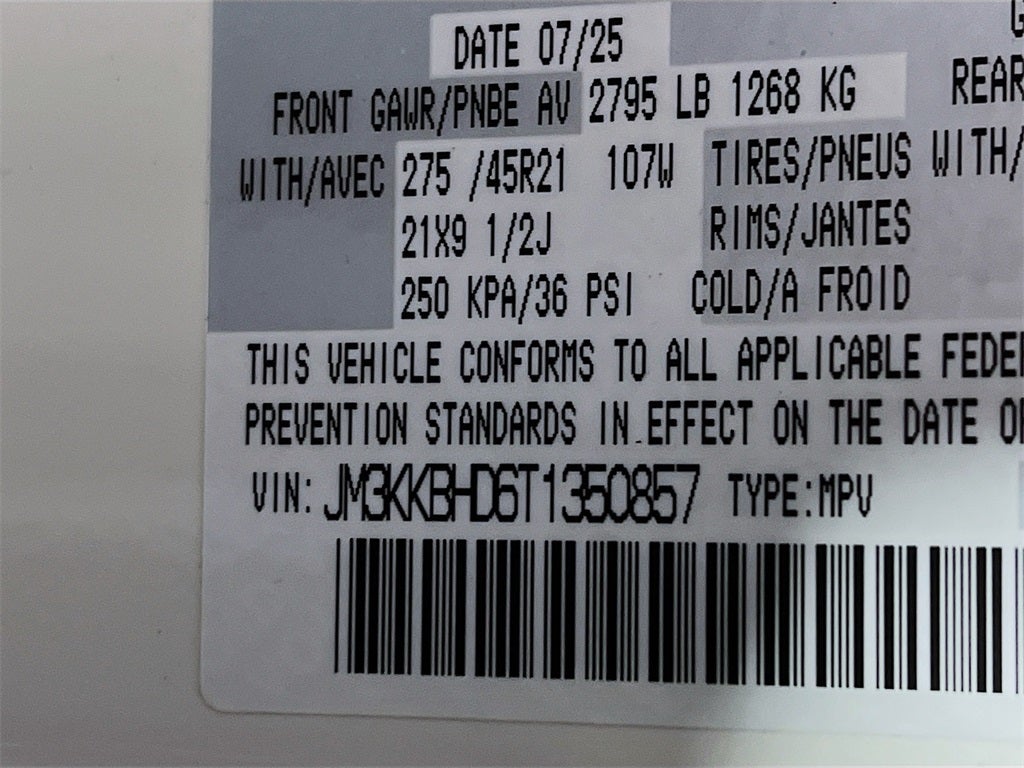 DATE 07/25
FRONT GAWR/PNBE AV 2795 LB 1268 KG REAR
WITH/AVEC 275 /45R21 107W TIRES/PNEUS WITH/
21X9 1/2J RIMS/JANTES
250 KPA/36 PSI COLD/A FROID
THIS VEHICLE CONFORMS TO ALL APPLICABLE FEDE
PREVENTION STANDARDS IN EFFECT ON THE DATE O
VIN: JM3KKBHD6T1350857 TYPE:MPV